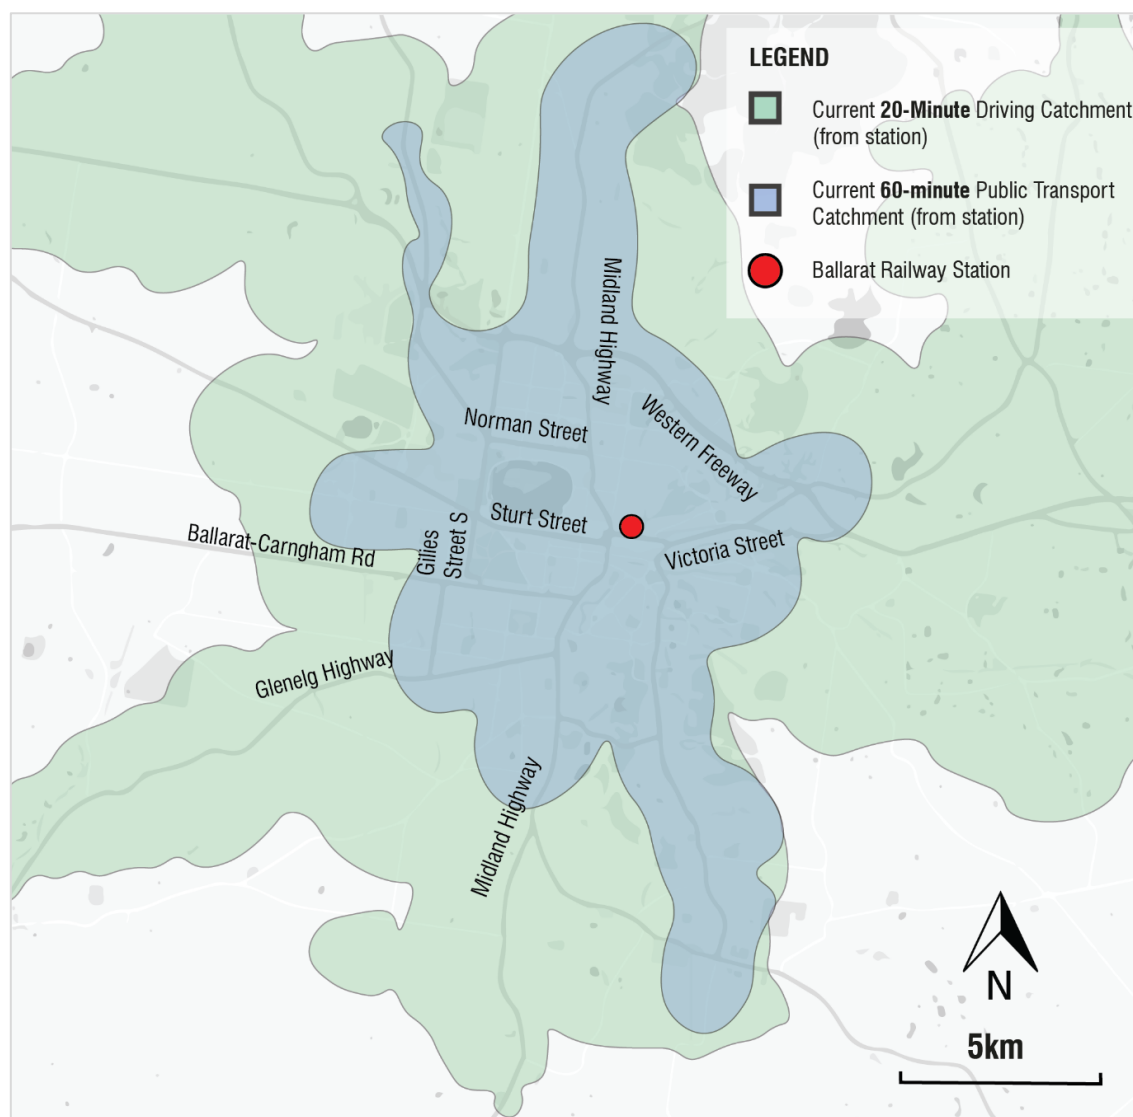 LEGEND
Current 20-Minute Driving Catchment
(from station)
Current 60-minute Public Transport
Catchment (from station)
Ballarat Railway Station
Midland Highway
Western Freeway
Norman Street
Sturt Street
Gilies
Street S
Victoria Street
Ballarat-Carngham Rd
Glenelg Highway
Midland Highway
N
5km